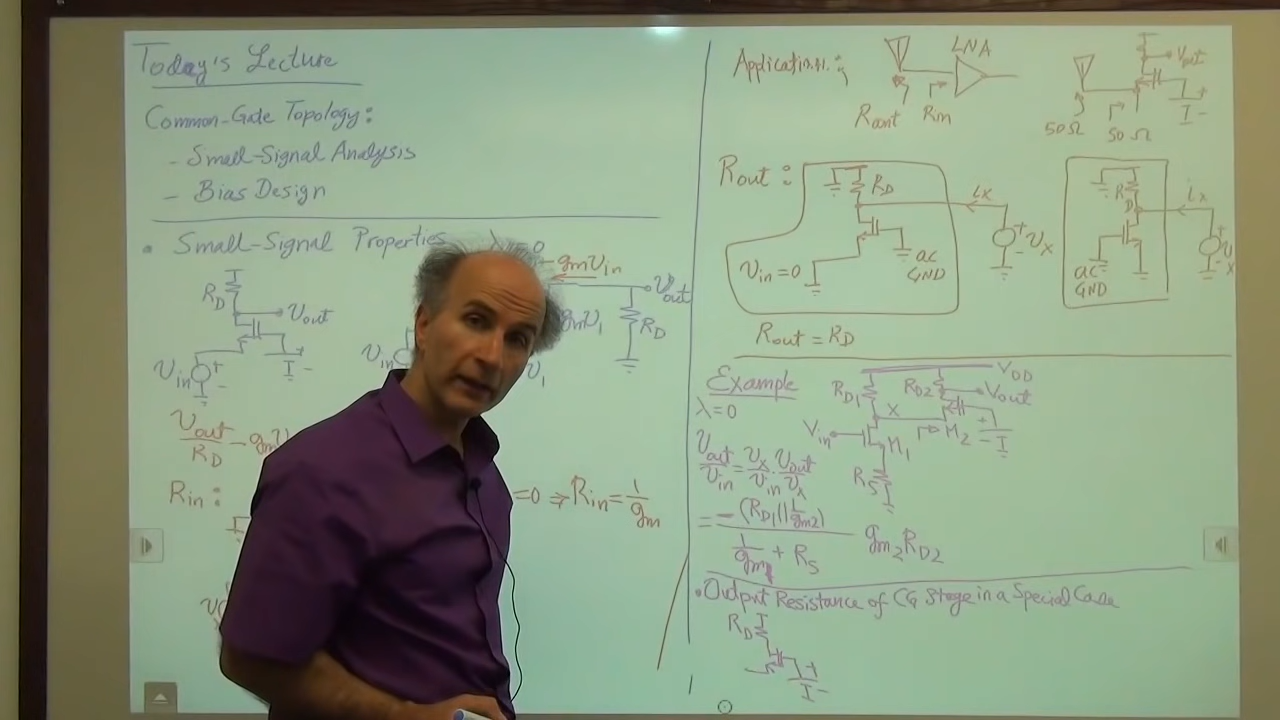 Today's Lecture
Common-Gate Topology:
- Small-Signal Analysis
- Bias Design
• Small-Signal Properties λ=0
gmVin
RD Vout
Vin
Vin
gmV1
V1
RD
Vout
Vout/RD - gmV
Rin:
=0 ⇒ Rin = 1/gm
Application:
LNA
Rant Rin
Vout
50Ω 50Ω
Rout:
RD
iX
VX
Vin=0
ac GND
RD
iX
VX
ac GND
Rout = RD
Example
λ=0
VDD
RD1 RD2 Vout
X
Vin M1 M2
RS
Vout/Vin = VX/Vin · Vout/VX
= -(RD1||1/gm2) / (1/gm1 + RS) gm2RD2
• Output Resistance of CG Stage in a Special Case
RD